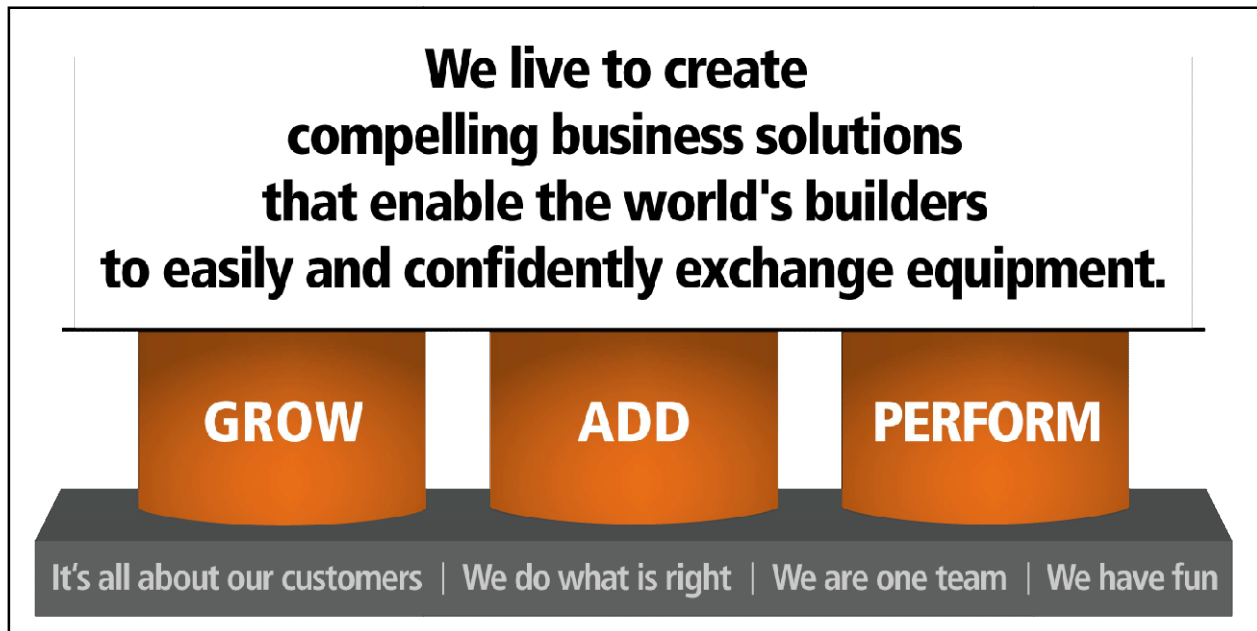 We live to create
compelling business solutions
that enable the world's builders
to easily and confidently exchange equipment.
GROW ADD PERFORM
It's all about our customers | We do what is right | We are one team | We have fun